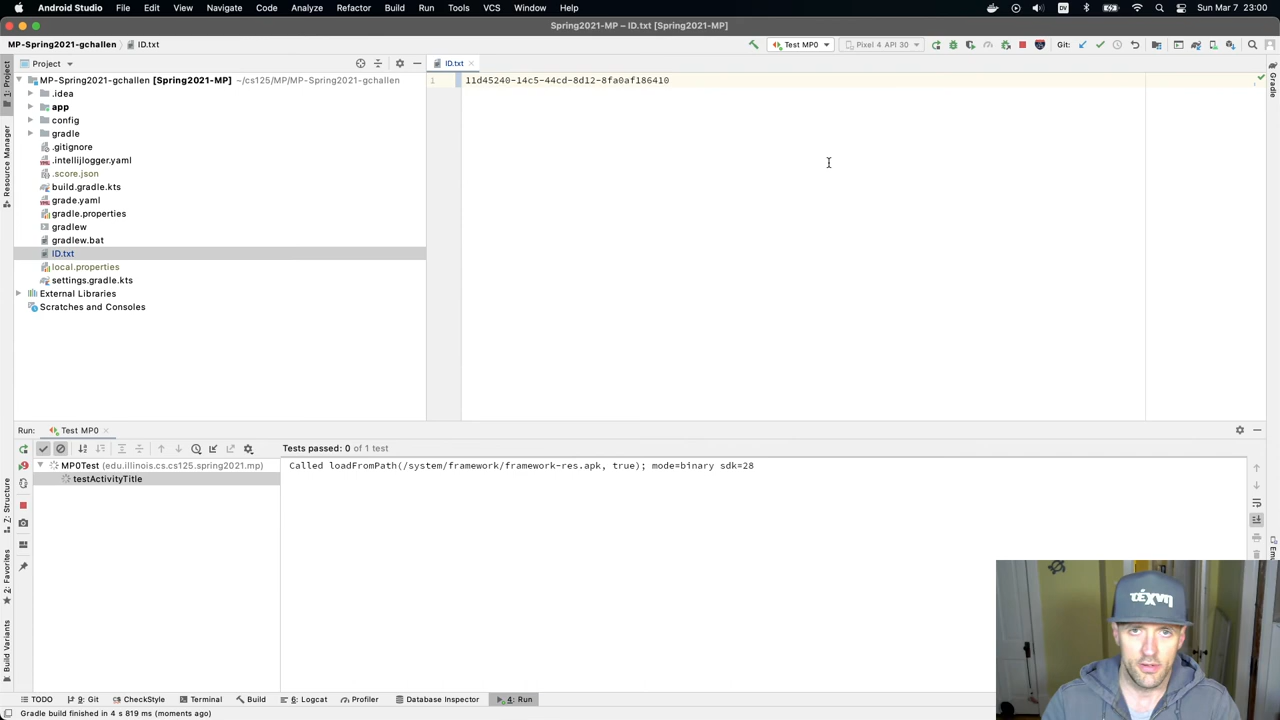 Android Studio File Edit View Navigate Code Analyze Refactor Build Run Tools VCS Window Help
DV Sun Mar 7 23:00
Spring2021-MP – ID.txt [Spring2021-MP]
MP-Spring2021-gchallen ID.txt
Test MP0 Pixel 4 API 30 Git:
Project
ID.txt
1: Project
Resource Manager
Z: Structure
2: Favorites
Build Variants
Gradle
MP-Spring2021-gchallen [Spring2021-MP] ~/cs125/MP/MP-Spring2021-gchallen
.idea
app
config
gradle
.gitignore
.intellijlogger.yaml
.score.json
build.gradle.kts
grade.yaml
gradle.properties
gradlew
gradlew.bat
ID.txt
local.properties
settings.gradle.kts
External Libraries
Scratches and Consoles
1 11d45240-14c5-44cd-8d12-8fa0af186410
Run: Test MP0
Tests passed: 0 of 1 test
MP0Test (edu.illinois.cs.cs125.spring2021.mp)
testActivityTitle
Called loadFromPath(/system/framework/framework-res.apk, true); mode=binary sdk=28
τέχνη
TODO 9: Git CheckStyle Terminal Build 6: Logcat Profiler Database Inspector 4: Run
Gradle build finished in 4 s 819 ms (moments ago)